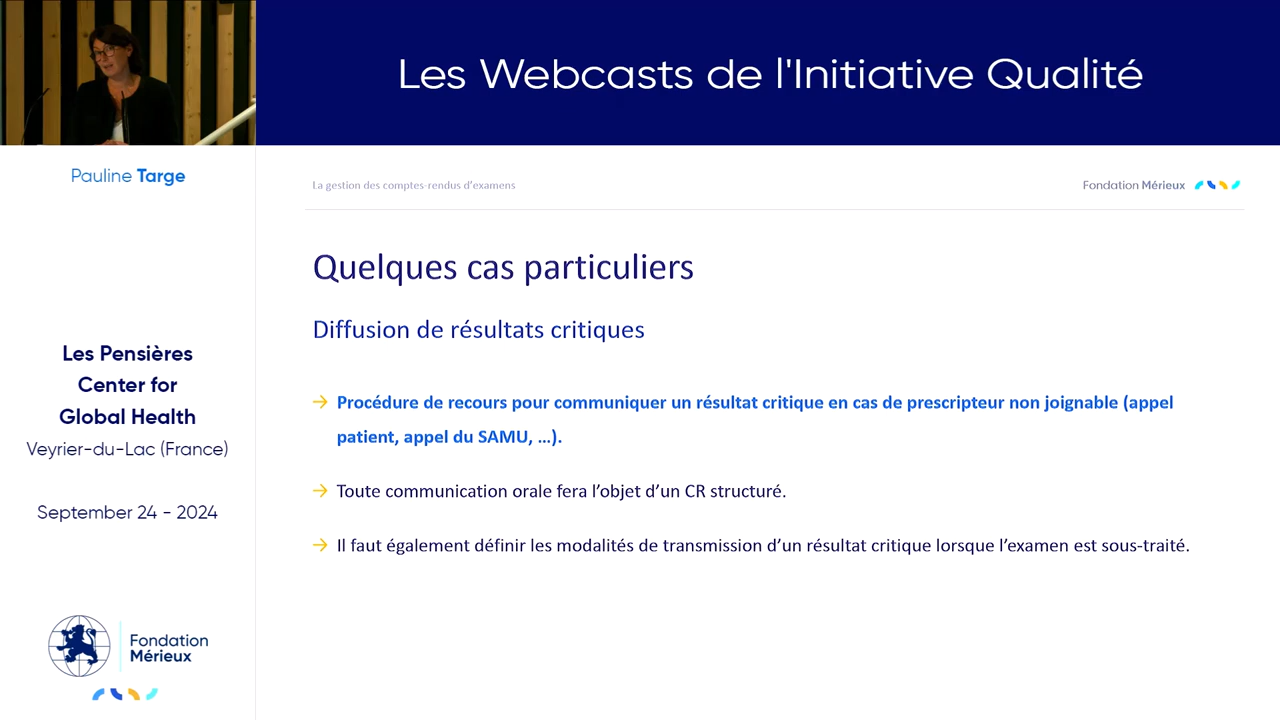 Les Webcasts de l'Initiative Qualité
Pauline Targe
La gestion des comptes-rendus d'examens
Fondation Mérieux
Quelques cas particuliers
Diffusion de résultats critiques
→ Procédure de recours pour communiquer un résultat critique en cas de prescripteur non joignable (appel
patient, appel du SAMU, …).
→ Toute communication orale fera l'objet d'un CR structuré.
→ Il faut également définir les modalités de transmission d'un résultat critique lorsque l'examen est sous-traité.
Les Pensières
Center for
Global Health
Veyrier-du-Lac (France)
September 24 - 2024
Fondation
Mérieux